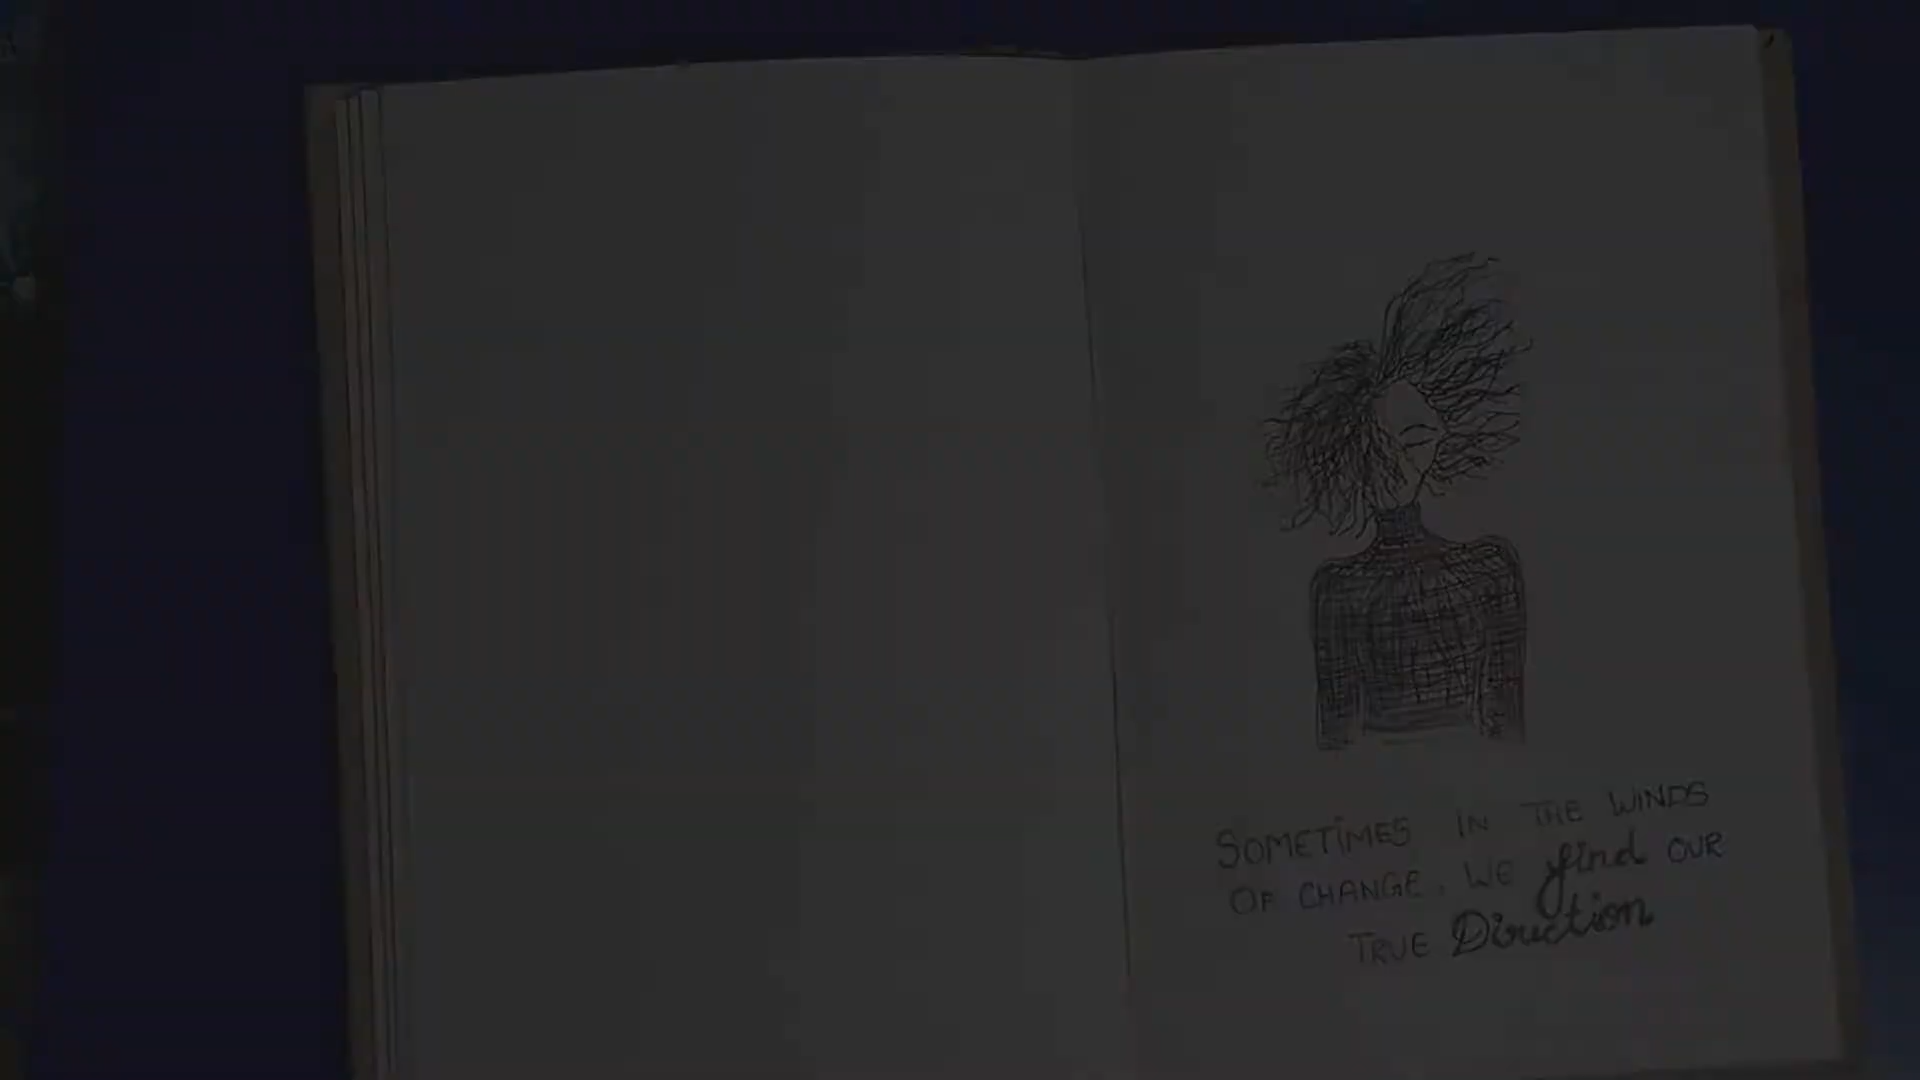 SOMETIMES IN THE WINDS
OF CHANGE, WE find OUR
TRUE Direction